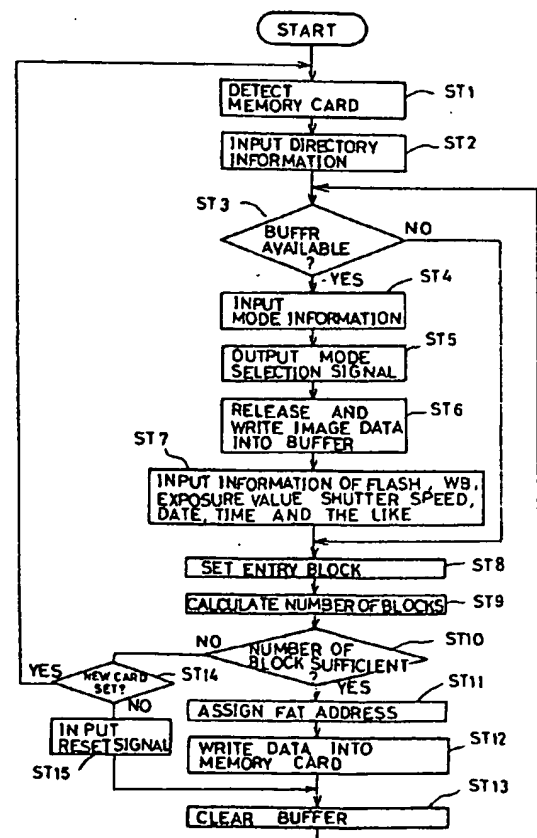 START
DETECT
MEMORY CARD
ST1
INPUT DIRECTORY
INFORMATION
ST2
ST3
BUFFR
AVAILABLE
?
NO
YES
ST4
INPUT
MODE INFORMATION
ST5
OUTPUT MODE
SELECTION SIGNAL
RELEASE AND
WRITE IMAGE DATA
INTO BUFFER
ST6
ST7
INPUT INFORMATION OF FLASH, WB,
EXPOSURE VALUE SHUTTER SPEED,
DATE, TIME AND THE LIKE
SET ENTRY BLOCK
ST8
CALCULATE NUMBER OF BLOCKS
ST9
NO
NUMBER OF
BLOCK SUFFICIENT
?
ST10
YES
YES
NEW CARD
SET?
ST14
NO
ST11
ASSIGN FAT ADDRESS
INPUT
RESET SIGNAL
ST15
WRITE DATA INTO
MEMORY CARD
ST12
ST13
CLEAR BUFFER